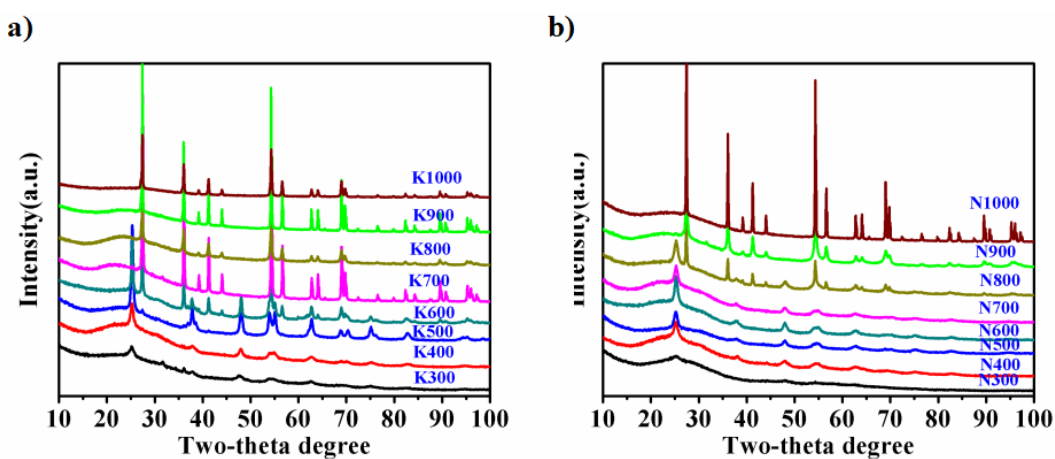 a)
Intensity(a.u.)
K1000
K900
K800
K700
K600
K500
K400
K300
10 20 30 40 50 60 70 80 90 100
Two-theta degree
b)
Intensity(a.u.)
N1000
N900
N800
N700
N600
N500
N400
N300
10 20 30 40 50 60 70 80 90 100
Two-theta degree